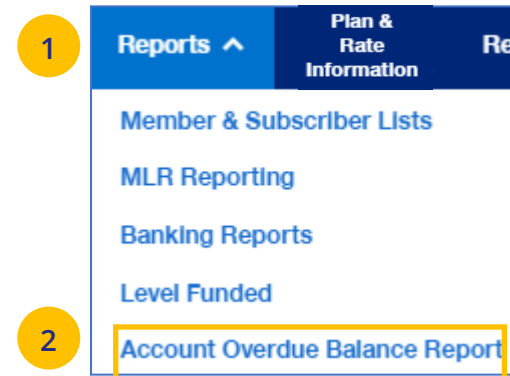 1
Reports
Plan &
Rate
Information
Re
Member & Subscriber Lists
MLR Reporting
Banking Reports
Level Funded
2
Account Overdue Balance Report